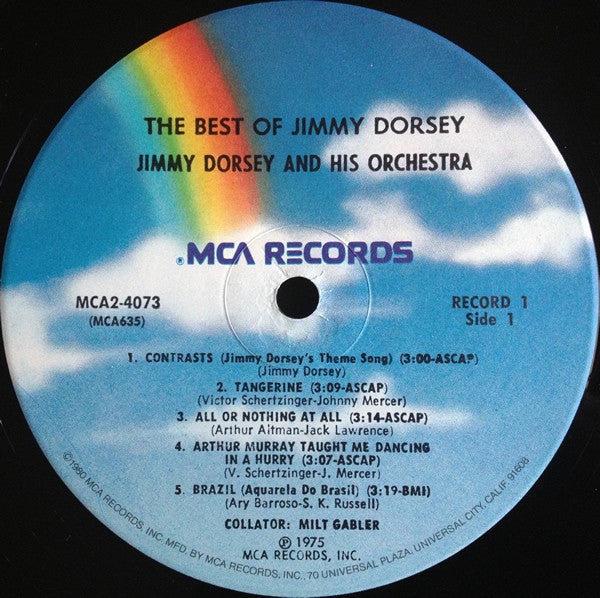 THE BEST OF JIMMY DORSEY
JIMMY DORSEY AND HIS ORCHESTRA
®MCA RECORDS
MCA2-4073
(MCA635)
RECORD 1
Side 1
1. CONTRASTS (Jimmy Dorsey's Theme Song) (3:00-ASCAP)
(Jimmy Dorsey)
2. TANGERINE (3:09-ASCAP)
(Victor Schertzinger-Johnny Mercer)
3. ALL OR NOTHING AT ALL (3:14-ASCAP)
(Arthur Altman-Jack Lawrence)
4. ARTHUR MURRAY TAUGHT ME DANCING
IN A HURRY (3:07-ASCAP)
(V. Schertzinger-J. Mercer)
5. BRAZIL (Aquarela Do Brasil) (3:19-BMI)
(Ary Barroso-S. K. Russell)
COLLATOR: MILT GABLER
℗ 1975
MCA RECORDS, INC.
©1980 MCA RECORDS, INC. MFD. BY MCA RECORDS, INC., 70 UNIVERSAL PLAZA, UNIVERSAL CITY, CALIF. 91608